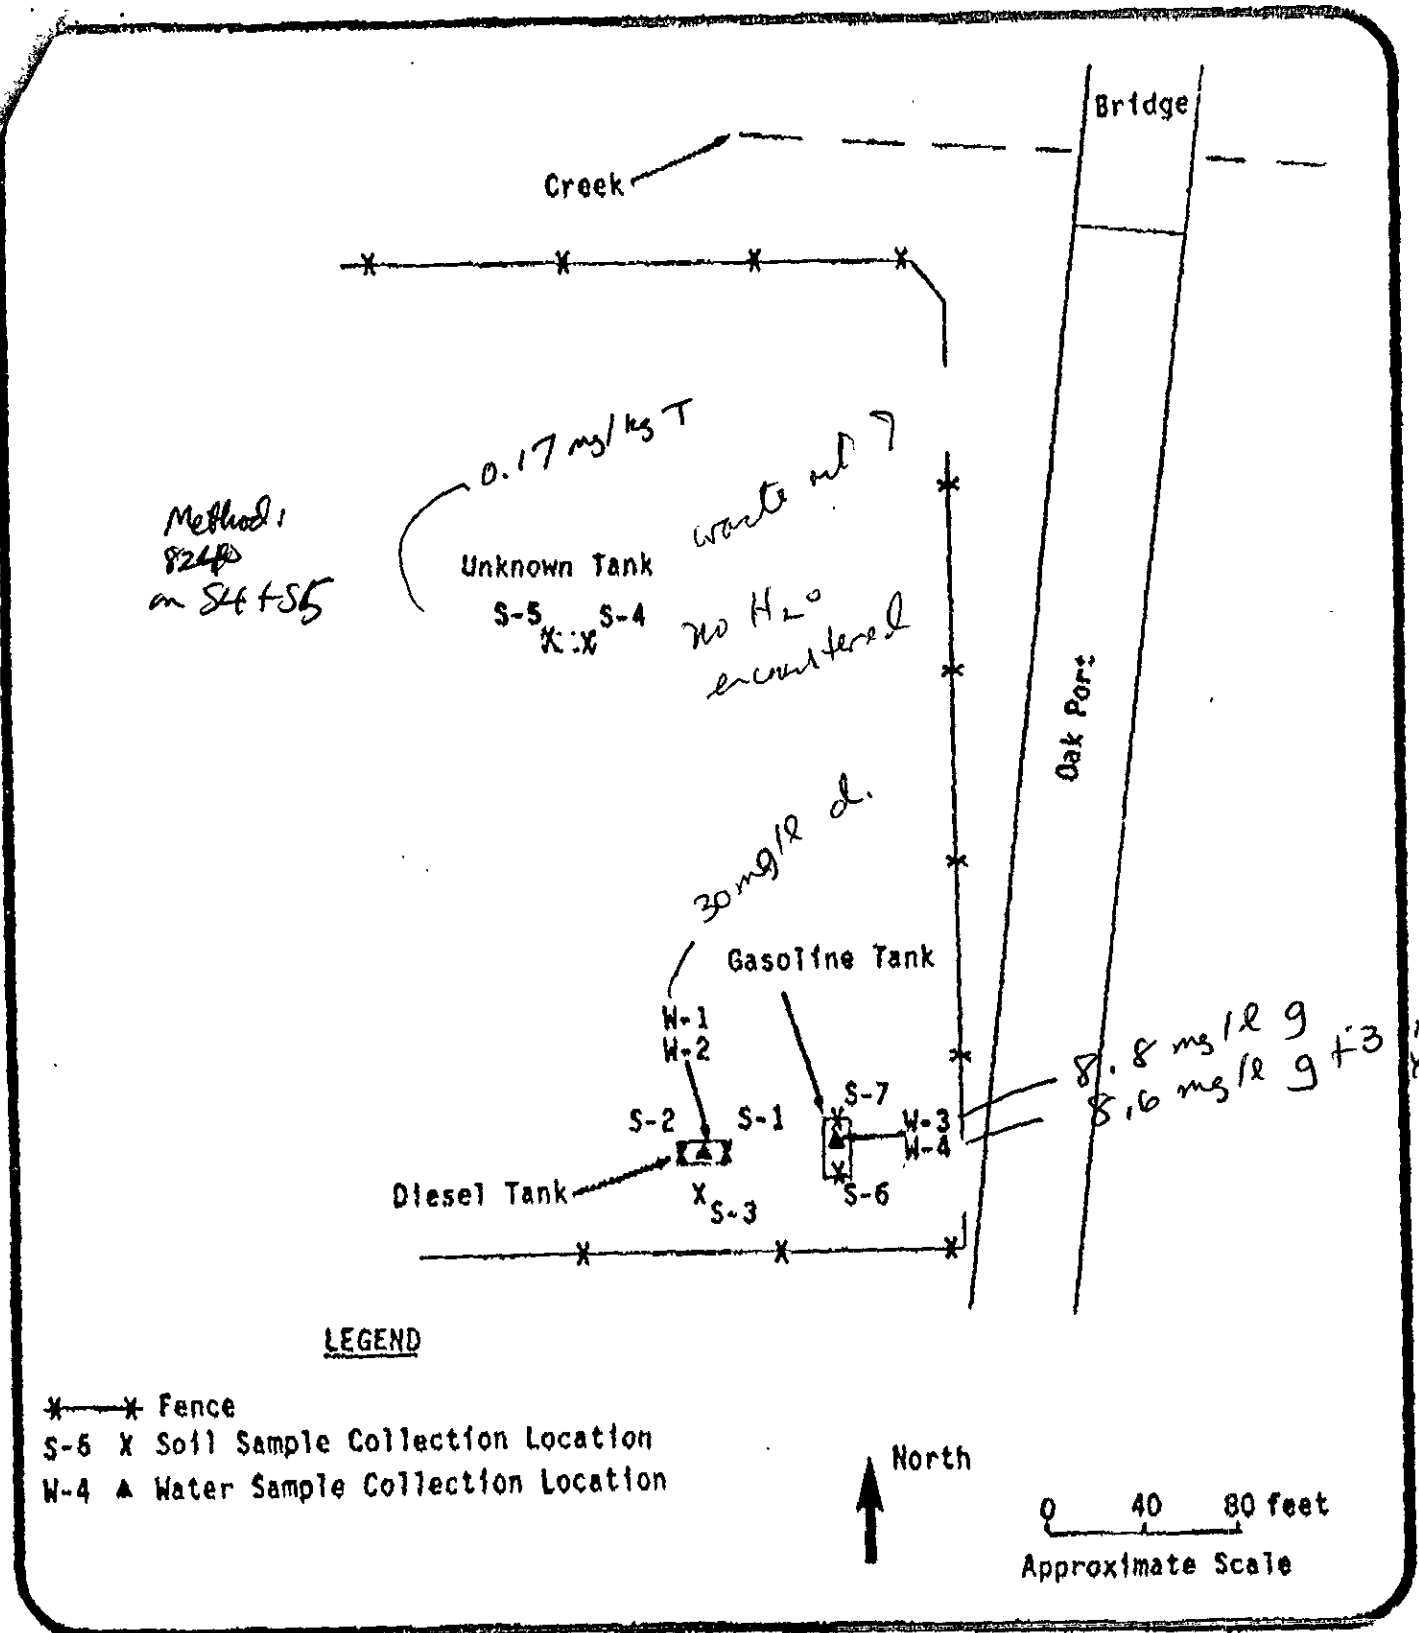 Bridge
Creek
0.17 mg/kg T
Method:
8240
on S4 + S5
Unknown Tank
S-5 S-4
no H2O
encountered
Oak Port
30 mg/l d.
Gasoline Tank
W-1
W-2
S-2 S-1
S-7
W-3
W-4
8.8 mg/l g
8.6 mg/l g
Diesel Tank
S-3
S-6
LEGEND
X——X Fence
S-6 X Soil Sample Collection Location
W-4 ▲ Water Sample Collection Location
North
0 40 80 feet
Approximate Scale